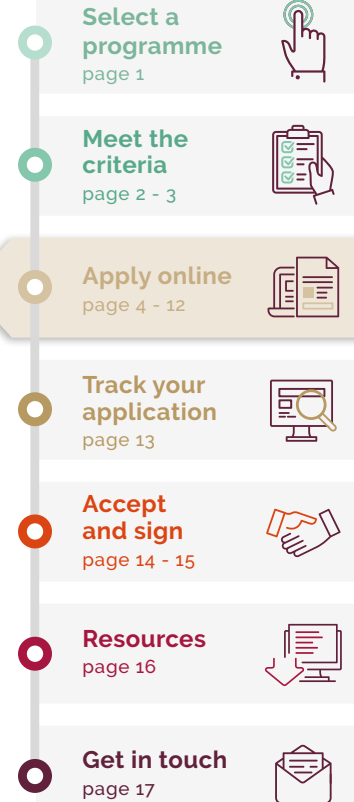 Select a
programme
page 1
Meet the
criteria
page 2 - 3
Apply online
page 4 - 12
Track your
application
page 13
Accept
and sign
page 14 - 15
Resources
page 16
Get in touch
page 17